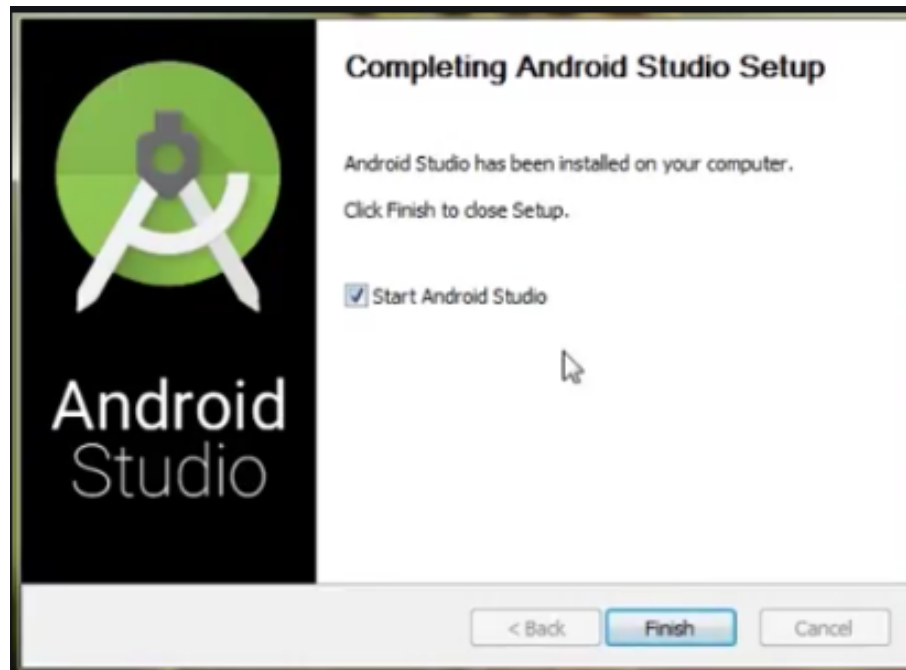 Completing Android Studio Setup
Android Studio has been installed on your computer.
Click Finish to close Setup.
Start Android Studio
Android
Studio
< Back
Finish
Cancel